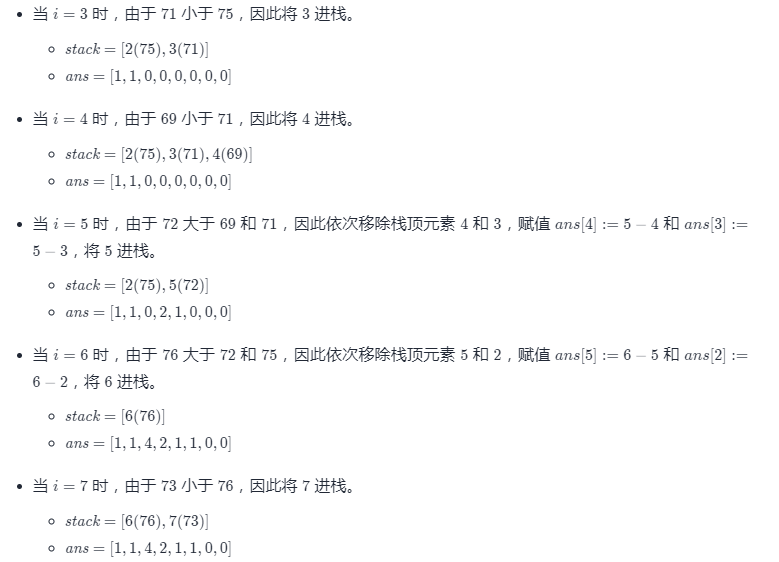 • 当 i = 3 时，由于 71 小于 75，因此将 3 进栈。
◦ stack = [2(75), 3(71)]
◦ ans = [1, 1, 0, 0, 0, 0, 0, 0]
• 当 i = 4 时，由于 69 小于 71，因此将 4 进栈。
◦ stack = [2(75), 3(71), 4(69)]
◦ ans = [1, 1, 0, 0, 0, 0, 0, 0]
• 当 i = 5 时，由于 72 大于 69 和 71，因此依次移除栈顶元素 4 和 3，赋值 ans[4] := 5 − 4 和 ans[3] :=
5 − 3，将 5 进栈。
◦ stack = [2(75), 5(72)]
◦ ans = [1, 1, 0, 2, 1, 0, 0, 0]
• 当 i = 6 时，由于 76 大于 72 和 75，因此依次移除栈顶元素 5 和 2，赋值 ans[5] := 6 − 5 和 ans[2] :=
6 − 2，将 6 进栈。
◦ stack = [6(76)]
◦ ans = [1, 1, 4, 2, 1, 1, 0, 0]
• 当 i = 7 时，由于 73 小于 76，因此将 7 进栈。
◦ stack = [6(76), 7(73)]
◦ ans = [1, 1, 4, 2, 1, 1, 0, 0]